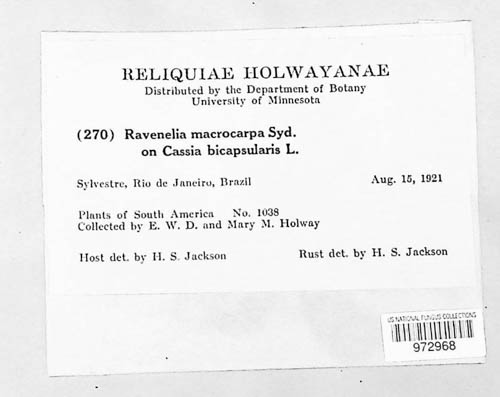 RELIQUIAE HOLWAYANAE
Distributed by the Department of Botany
University of Minnesota
(270) Ravenelia macrocarpa Syd.
on Cassia bicapsularis L.
Sylvestre, Rio de Janeiro, Brazil Aug. 15, 1921
Plants of South America No. 1038
Collected by E. W. D. and Mary M. Holway
Host det. by H. S. Jackson Rust det. by H. S. Jackson
US NATIONAL FUNGUS COLLECTIONS
972968